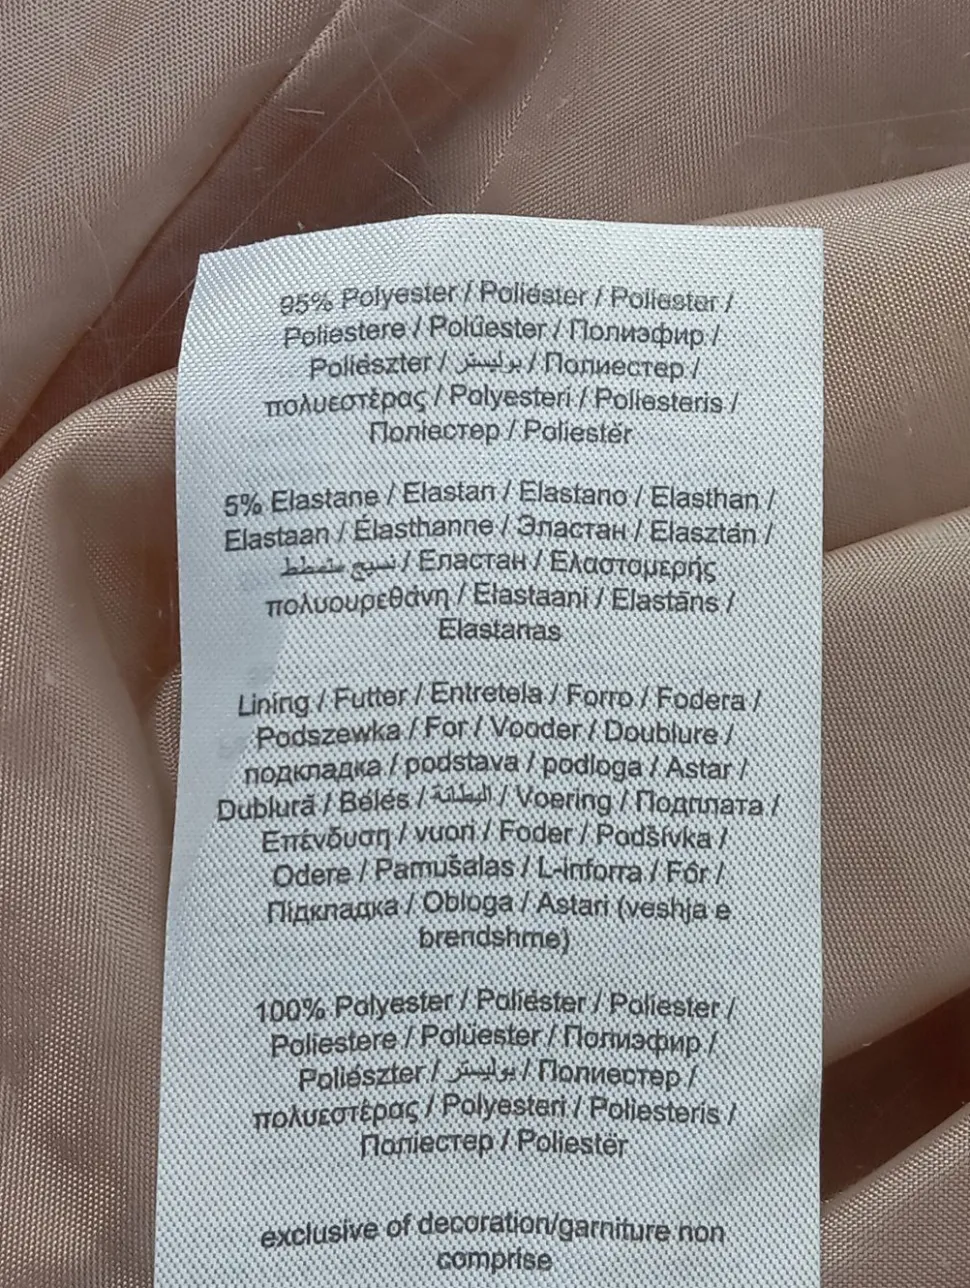 95% Polyester / Poliéster / Poliester /
Poliestere / Polüester / Полиэфир /
Poliészter / بوليستر / Полиестер /
πολυεστέρας / Polyesteri / Poliesteris /
Поліестер / Poliestër
5% Elastane / Elastan / Elastano / Elasthan /
Elastaan / Élasthanne / Эластан / Elasztán /
نسيج متمطط / Еластан / Ελαστομερής
πολυουρεθάνη / Elastaani / Elastāns /
Elastanas
Lining / Futter / Entretela / Forro / Fodera /
Podszewka / For / Vooder / Doublure /
подкладка / podstava / podloga / Astar /
Dublură / Bélés / البطانة / Voering / Подплата /
Επένδυση / vuori / Foder / Podšívka /
Odere / Pamušalas / L-inforra / Fôr /
Підкладка / Obloga / Astari (veshja e
brendshme)
100% Polyester / Poliéster / Poliester /
Poliestere / Polüester / Полиэфир /
Poliészter / بوليستر / Полиестер /
πολυεστέρας / Polyesteri / Poliesteris /
Поліестер / Poliestër
exclusive of decoration/garniture non
comprise